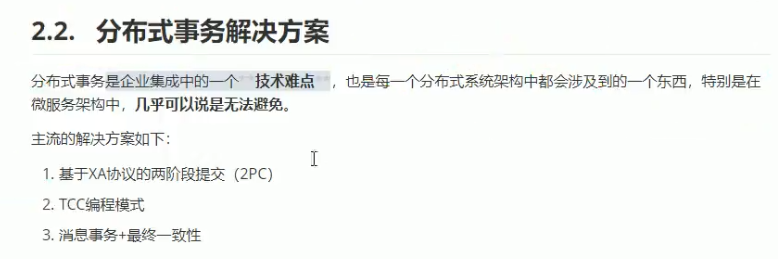 2.2. 分布式事务解决方案
分布式事务是企业集成中的一个 技术难点 ，也是每一个分布式系统架构中都会涉及到的一个东西，特别是在
微服务架构中，几乎可以说是无法避免。
主流的解决方案如下：
1. 基于XA协议的两阶段提交（2PC）
2. TCC编程模式
3. 消息事务+最终一致性